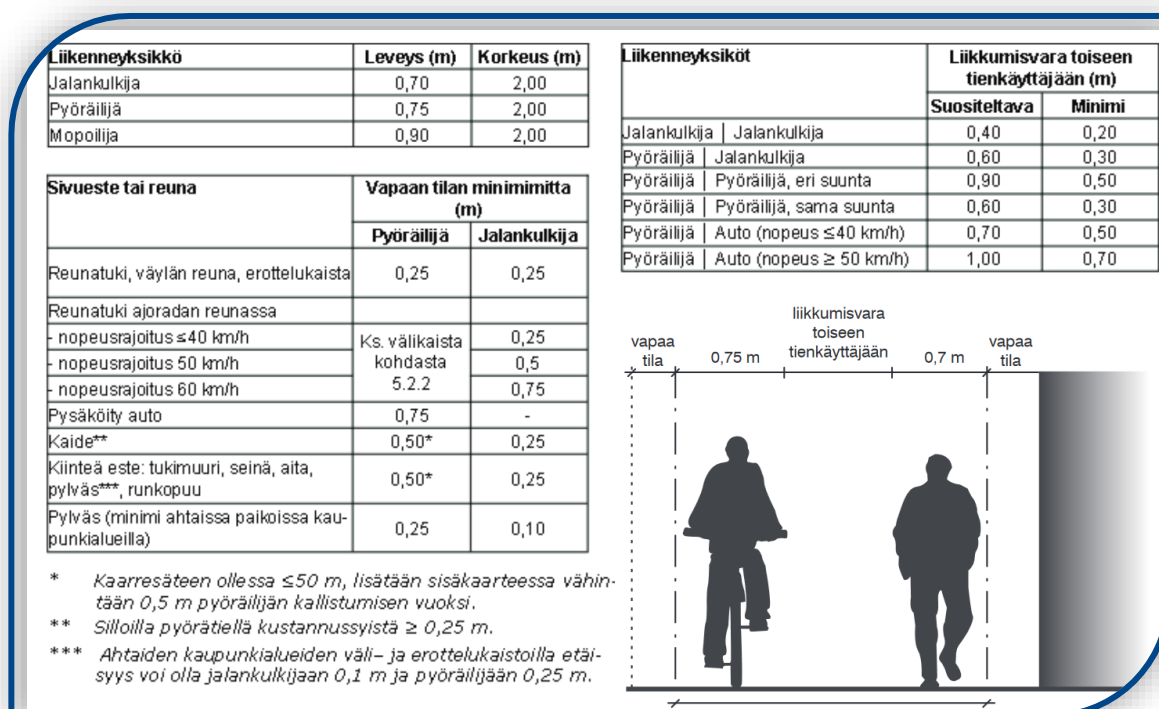 Liikenneyksikkö Leveys (m) Korkeus (m)
Jalankulkija 0,70 2,00
Pyöräilijä 0,75 2,00
Mopoilija 0,90 2,00
Sivueste tai reuna Vapaan tilan minimimitta
(m)
Pyöräilijä Jalankulkija
Reunatuki, väylän reuna, erottelukaista 0,25 0,25
Reunatuki ajoradan reunassa
- nopeusrajoitus ≤40 km/h Ks. välikaista 0,25
- nopeusrajoitus 50 km/h kohdasta 0,5
- nopeusrajoitus 60 km/h 5.2.2 0,75
Pysäköity auto 0,75 -
Kaide** 0,50* 0,25
Kiinteä este: tukimuuri, seinä, aita,
pylväs***, runkopuu 0,50* 0,25
Pylväs (minimi ahtaissa paikoissa kau-
punkialueilla) 0,25 0,10
* Kaarresäteen ollessa ≤50 m, lisätään sisäkaarteessa vähin-
tään 0,5 m pyöräilijän kallistumisen vuoksi.
** Silloilla pyörätiellä kustannussyistä ≥ 0,25 m.
*** Ahtaiden kaupunkialueiden väli– ja erottelukaistoilla etäi-
syys voi olla jalankulkijaan 0,1 m ja pyöräilijään 0,25 m.
Liikenneyksiköt Liikkumisvara toiseen
tienkäyttäjään (m)
Suositeltava Minimi
Jalankulkija | Jalankulkija 0,40 0,20
Pyöräilijä | Jalankulkija 0,60 0,30
Pyöräilijä | Pyöräilijä, eri suunta 0,90 0,50
Pyöräilijä | Pyöräilijä, sama suunta 0,60 0,30
Pyöräilijä | Auto (nopeus ≤40 km/h) 0,70 0,50
Pyöräilijä | Auto (nopeus ≥ 50 km/h) 1,00 0,70
vapaa
tila
0,75 m
liikkumisvara
toiseen
tienkäyttäjään
0,7 m
vapaa
tila